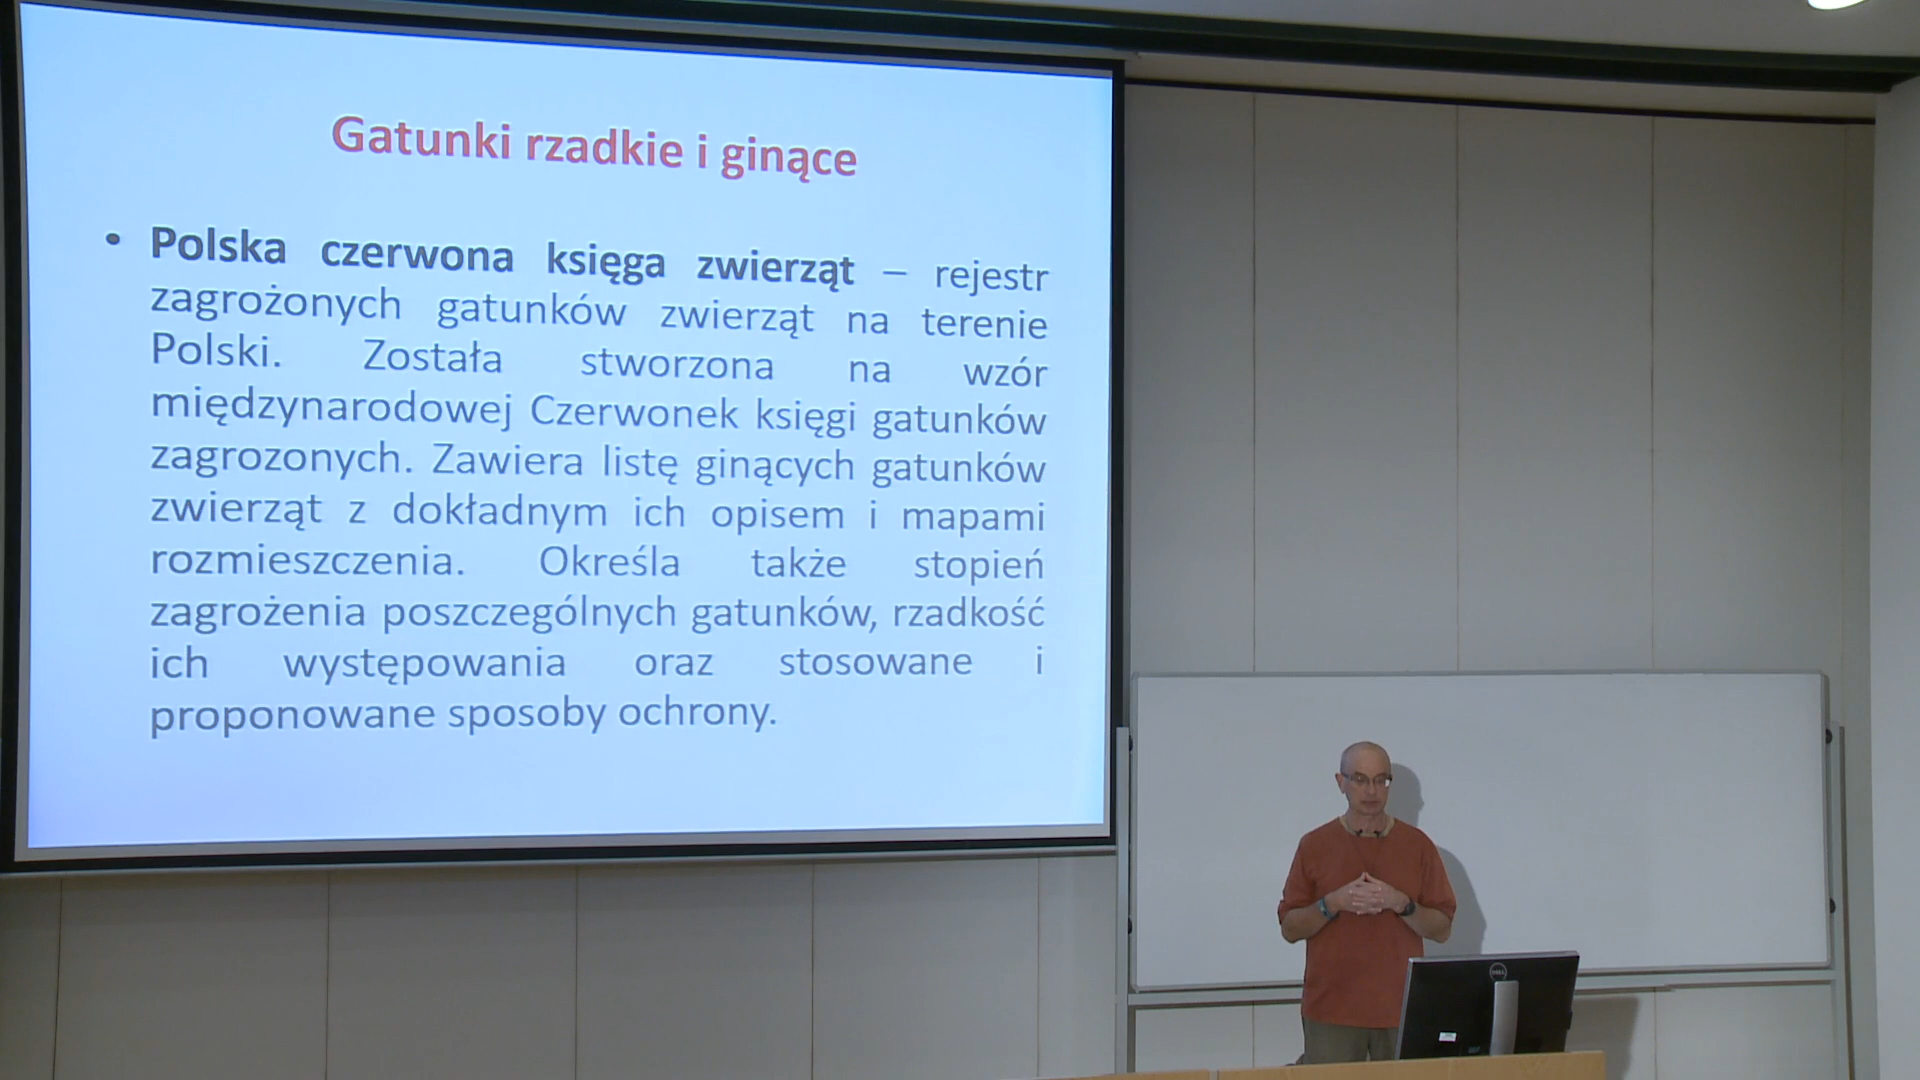 Gatunki rzadkie i ginące
• Polska czerwona księga zwierząt – rejestr
zagrożonych gatunków zwierząt na terenie
Polski. Została stworzona na wzór
międzynarodowej Czerwonek księgi gatunków
zagrozonych. Zawiera listę ginących gatunków
zwierząt z dokładnym ich opisem i mapami
rozmieszczenia. Określa także stopień
zagrożenia poszczególnych gatunków, rzadkość
ich występowania oraz stosowane i
proponowane sposoby ochrony.
DELL